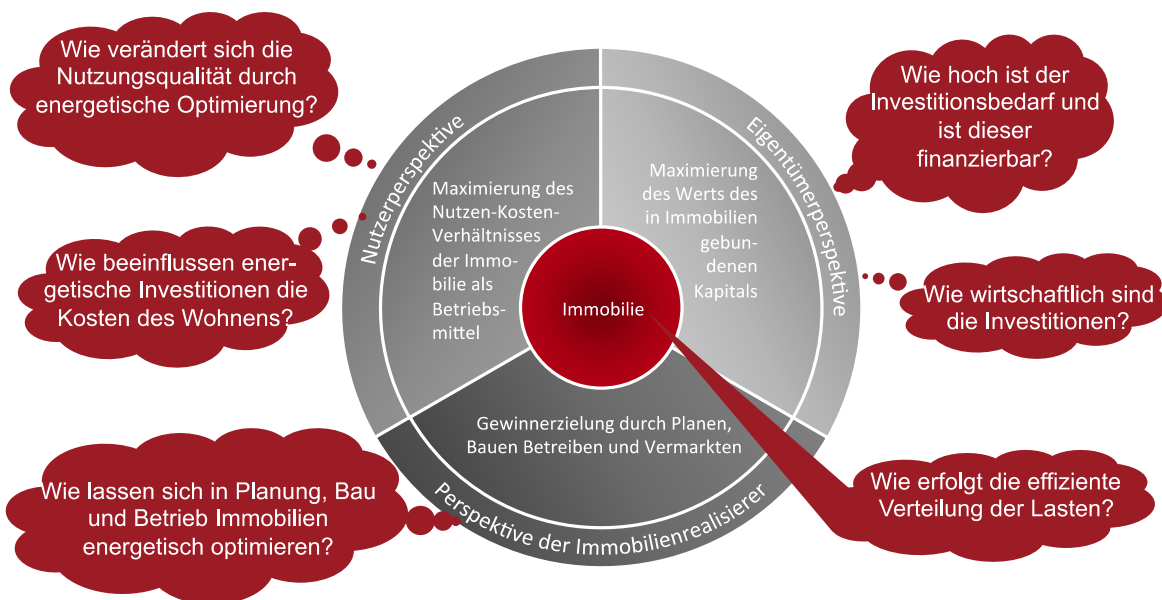 Wie verändert sich die
Nutzungsqualität durch
energetische Optimierung?
Wie hoch ist der
Investitionsbedarf und
ist dieser
finanzierbar?
Nutzerperspektive
Eigentümerperspektive
Maximierung des
Nutzen-Kosten-
Verhältnisses
der Immo-
bilie als
Betriebs-
mittel
Maximierung
des Werts des
in Immobilien
gebun-
denen
Kapitals
Wie beeinflussen ener-
getische Investitionen die
Kosten des Wohnens?
Immobilie
Wie wirtschaftlich sind
die Investitionen?
Gewinnerzielung durch Planen,
Bauen Betreiben und Vermarkten
Perspektive der Immobilienrealisierer
Wie lassen sich in Planung, Bau
und Betrieb Immobilien
energetisch optimieren?
Wie erfolgt die effiziente
Verteilung der Lasten?